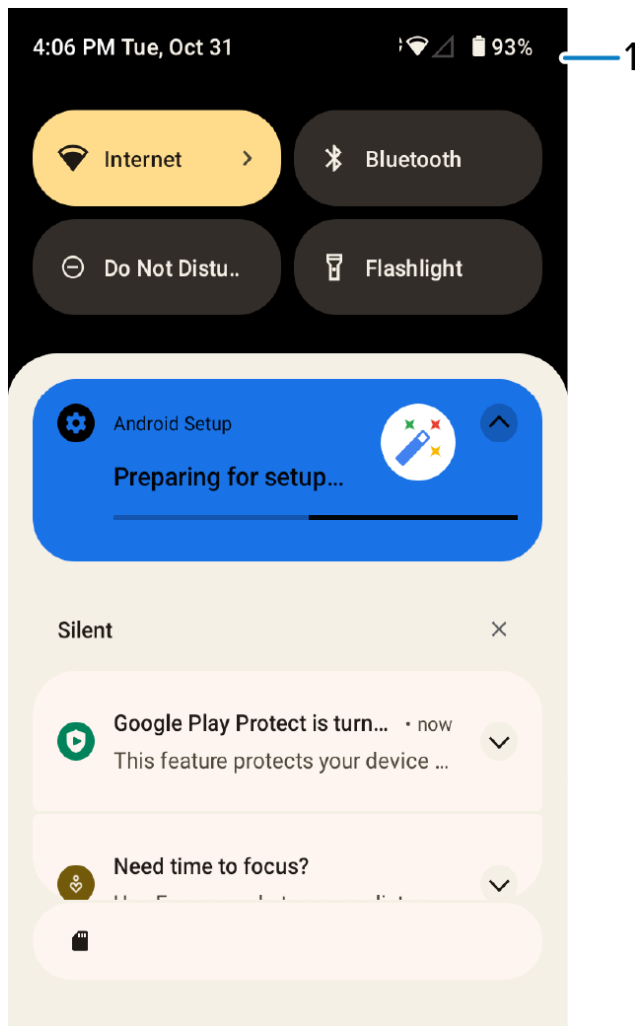 4:06 PM Tue, Oct 31 93%
1
Internet
Bluetooth
Do Not Distu..
Flashlight
Android Setup
Preparing for setup...
Silent
Google Play Protect is turn... • now
This feature protects your device ...
Need time to focus?